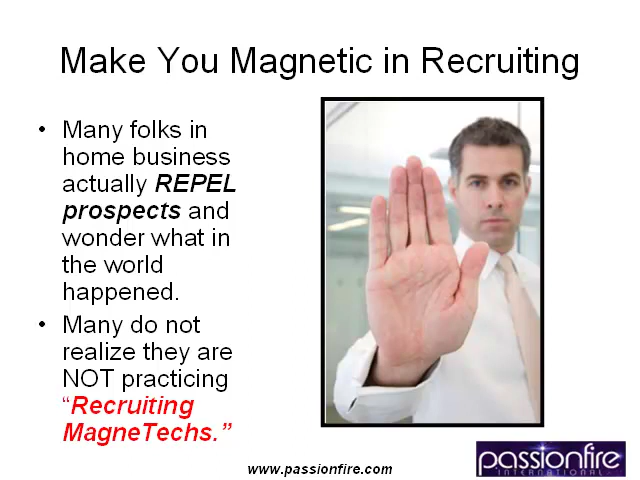 Make You Magnetic in Recruiting
• Many folks in
home business
actually REPEL
prospects and
wonder what in
the world
happened.
• Many do not
realize they are
NOT practicing
“Recruiting
MagneTechs.”
www.passionfire.com
passionfire
INTERNATIONAL